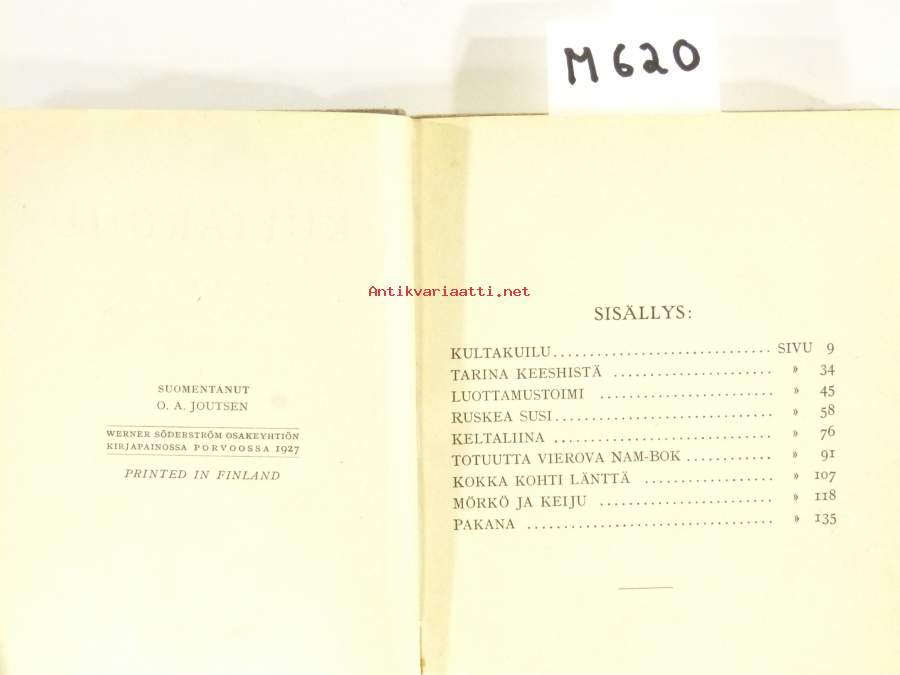 M620
Antikvariaatti.net
SUOMENTANUT
O. A. JOUTSEN
WERNER SÖDERSTRÖM OSAKEYHTIÖN
KIRJAPAINOSSA PORVOOSSA 1927
PRINTED IN FINLAND
SISÄLLYS:
KULTAKUILU.............................. SIVU 9
TARINA KEESHISTÄ ...................... » 34
LUOTTAMUSTOIMI ........................ » 45
RUSKEA SUSI.............................. » 58
KELTALIINA .............................. » 76
TOTUUTTA VIEROVA NAM-BOK ............ » 91
KOKKA KOHTI LÄNTTÄ .................. » 107
MÖRKÖ JA KEIJU ........................ » 118
PAKANA .................................. » 135